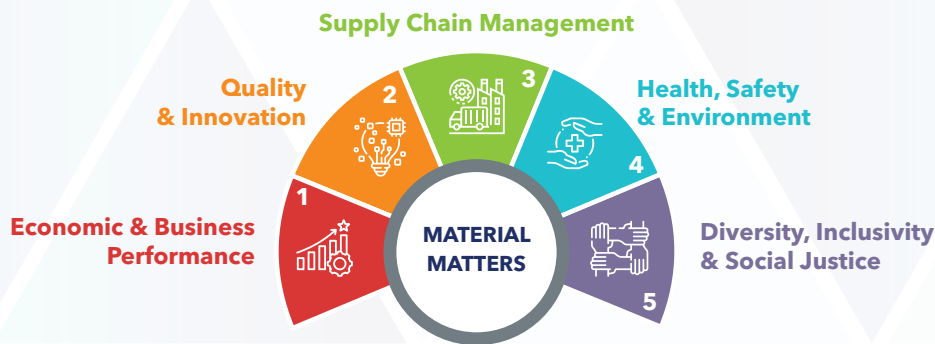 Supply Chain Management
3
Quality
& Innovation
2
Health, Safety
& Environment
4
1
Economic & Business
Performance
MATERIAL
MATTERS
Diversity, Inclusivity
& Social Justice
5